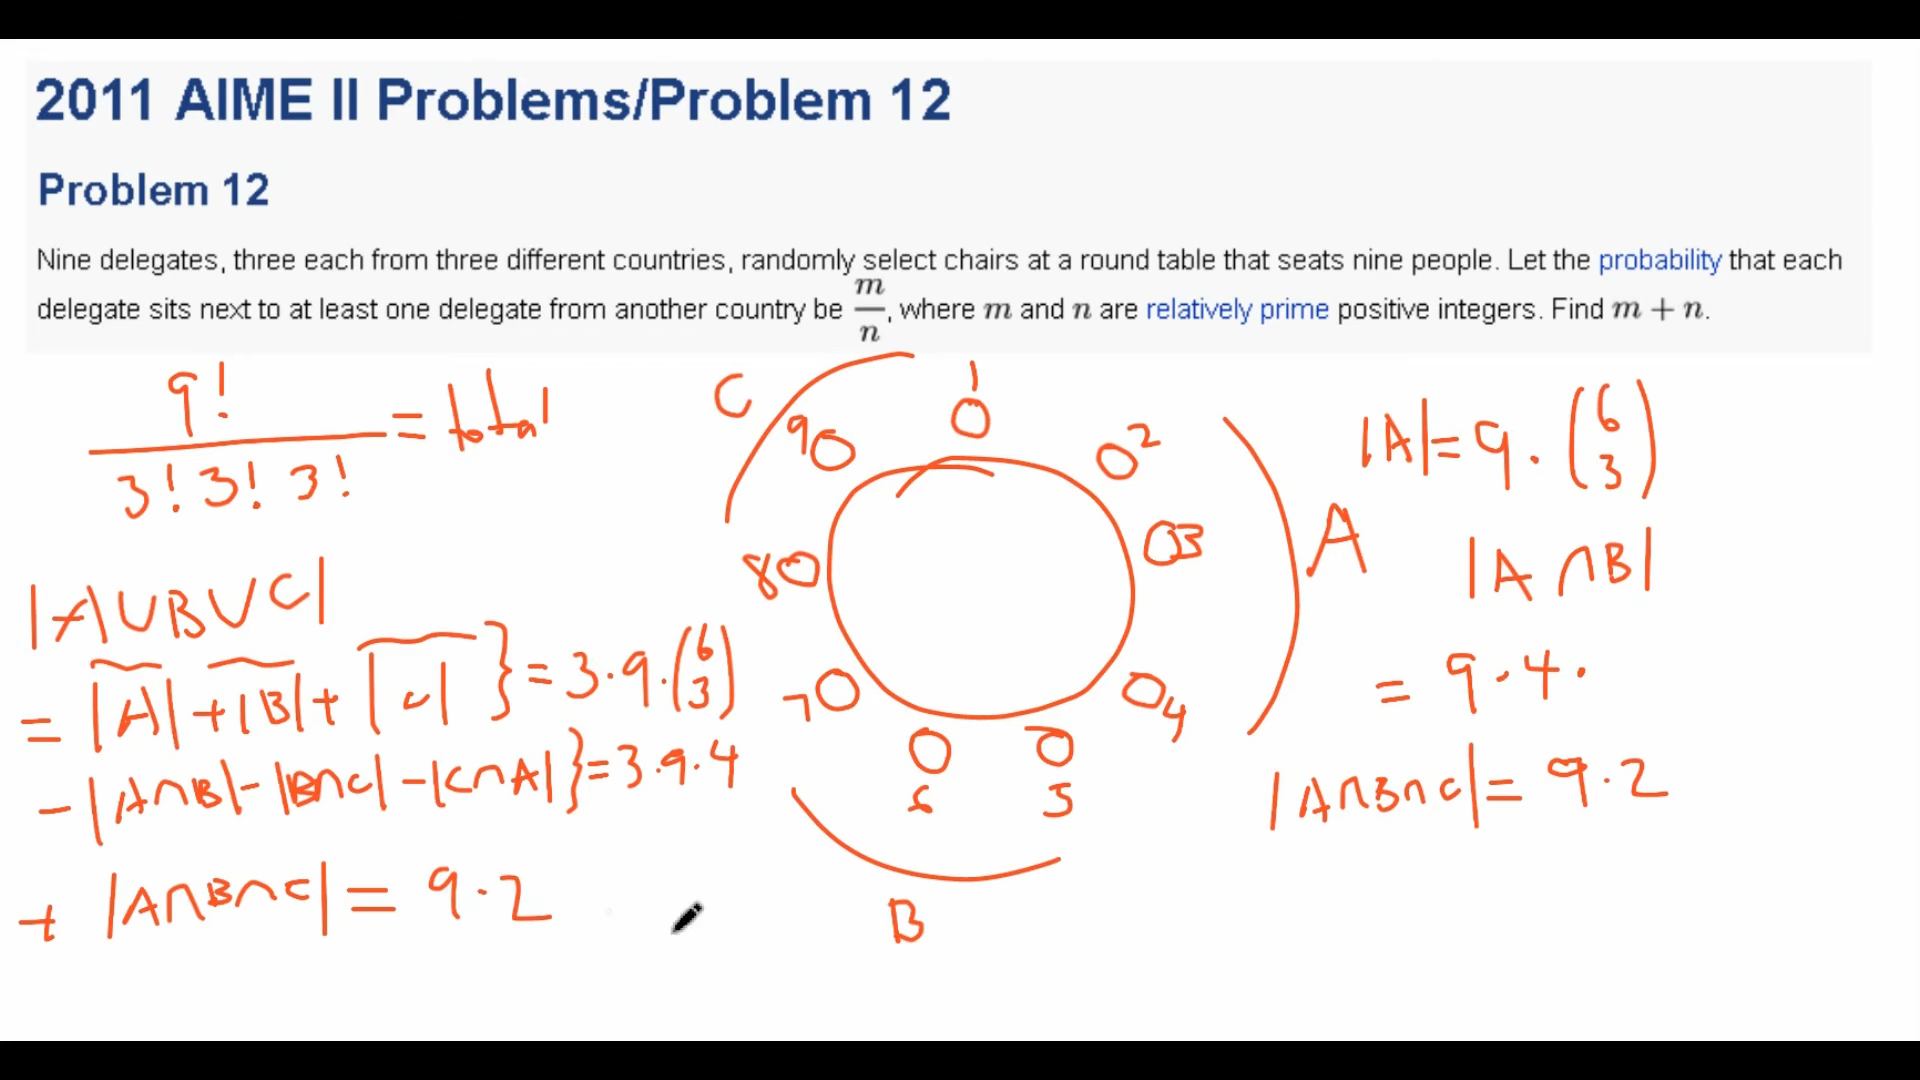 2011 AIME II Problems/Problem 12
Problem 12
Nine delegates, three each from three different countries, randomly select chairs at a round table that seats nine people. Let the probability that each
delegate sits next to at least one delegate from another country be m/n, where m and n are relatively prime positive integers. Find m + n.
9!/(3! 3! 3!) = total
|A∪B∪C|
= |A| + |B| + |C| } = 3·9·(6 3)
- |A∩B| - |B∩C| - |C∩A| } = 3·9·4
+ |A∩B∩C| = 9·2
C
1
2
3
4
5
6
7
8
9
A
B
|A| = 9·(6 3)
|A∩B|
= 9·4·
|A∩B∩C| = 9·2